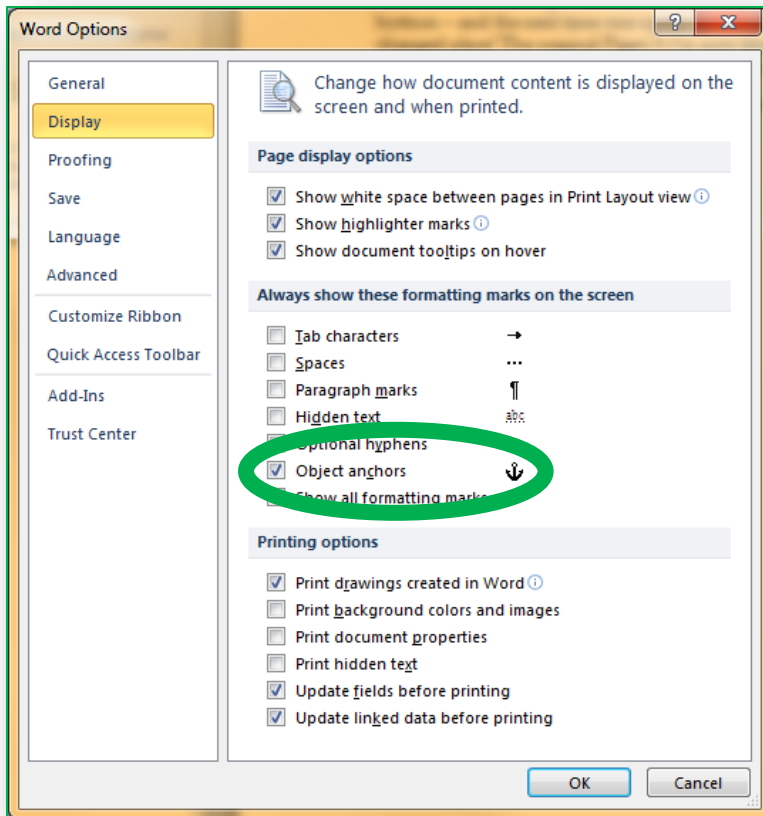 Word Options
General
Display
Proofing
Save
Language
Advanced
Customize Ribbon
Quick Access Toolbar
Add-Ins
Trust Center
Change how document content is displayed on the
screen and when printed.
Page display options
Show white space between pages in Print Layout view
Show highlighter marks
Show document tooltips on hover
Always show these formatting marks on the screen
Tab characters →
Spaces ...
Paragraph marks ¶
Hidden text abc
Optional hyphens
Object anchors
Show all formatting marks
Printing options
Print drawings created in Word
Print background colors and images
Print document properties
Print hidden text
Update fields before printing
Update linked data before printing
OK Cancel